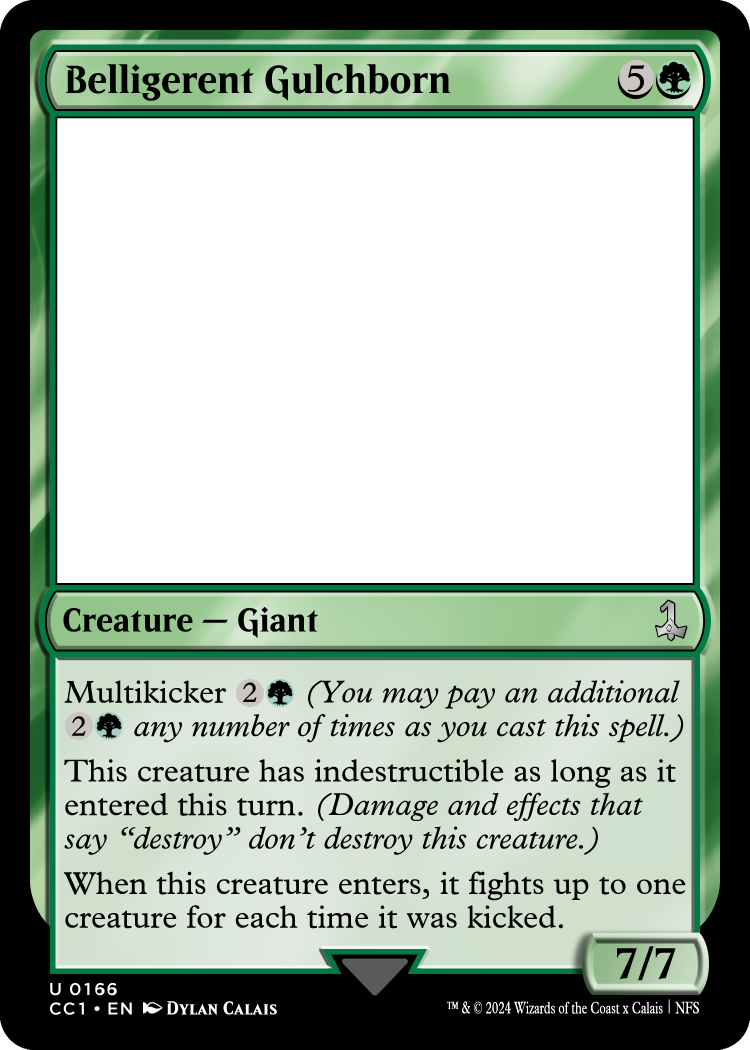 Belligerent Gulchborn 5
Creature — Giant
Multikicker 2 (You may pay an additional
2 any number of times as you cast this spell.)
This creature has indestructible as long as it
entered this turn. (Damage and effects that
say “destroy” don’t destroy this creature.)
When this creature enters, it fights up to one
creature for each time it was kicked.
7/7
U 0166
CC1 • EN Dylan Calais
™ & © 2024 Wizards of the Coast x Calais | NFS